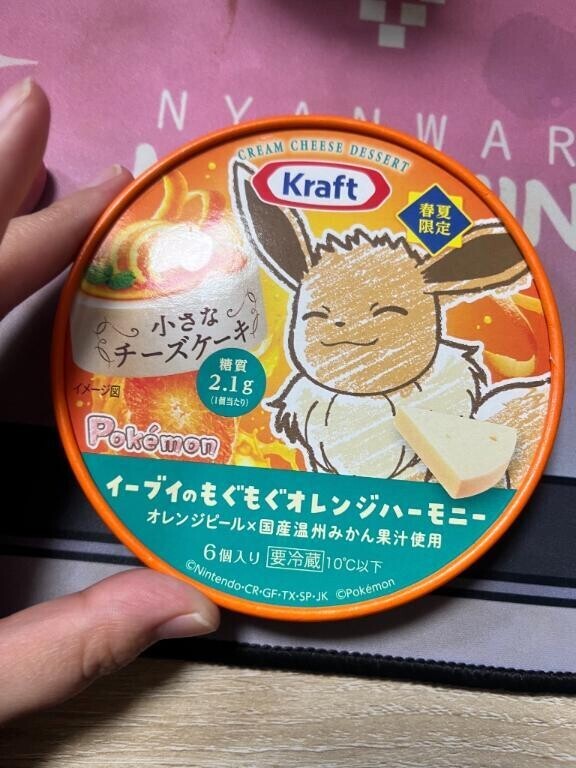 NYANWAR
CREAM CHEESE DESSERT
Kraft
春夏
限定
小さな
チーズケーキ
糖質
2.1g
(1個当たり)
イメージ図
Pokémon
イーブイのもぐもぐオレンジハーモニー
オレンジピール×国産温州みかん果汁使用
6個入り 要冷蔵 10℃以下
©Nintendo・CR・GF・TX・SP・JK ©Pokémon